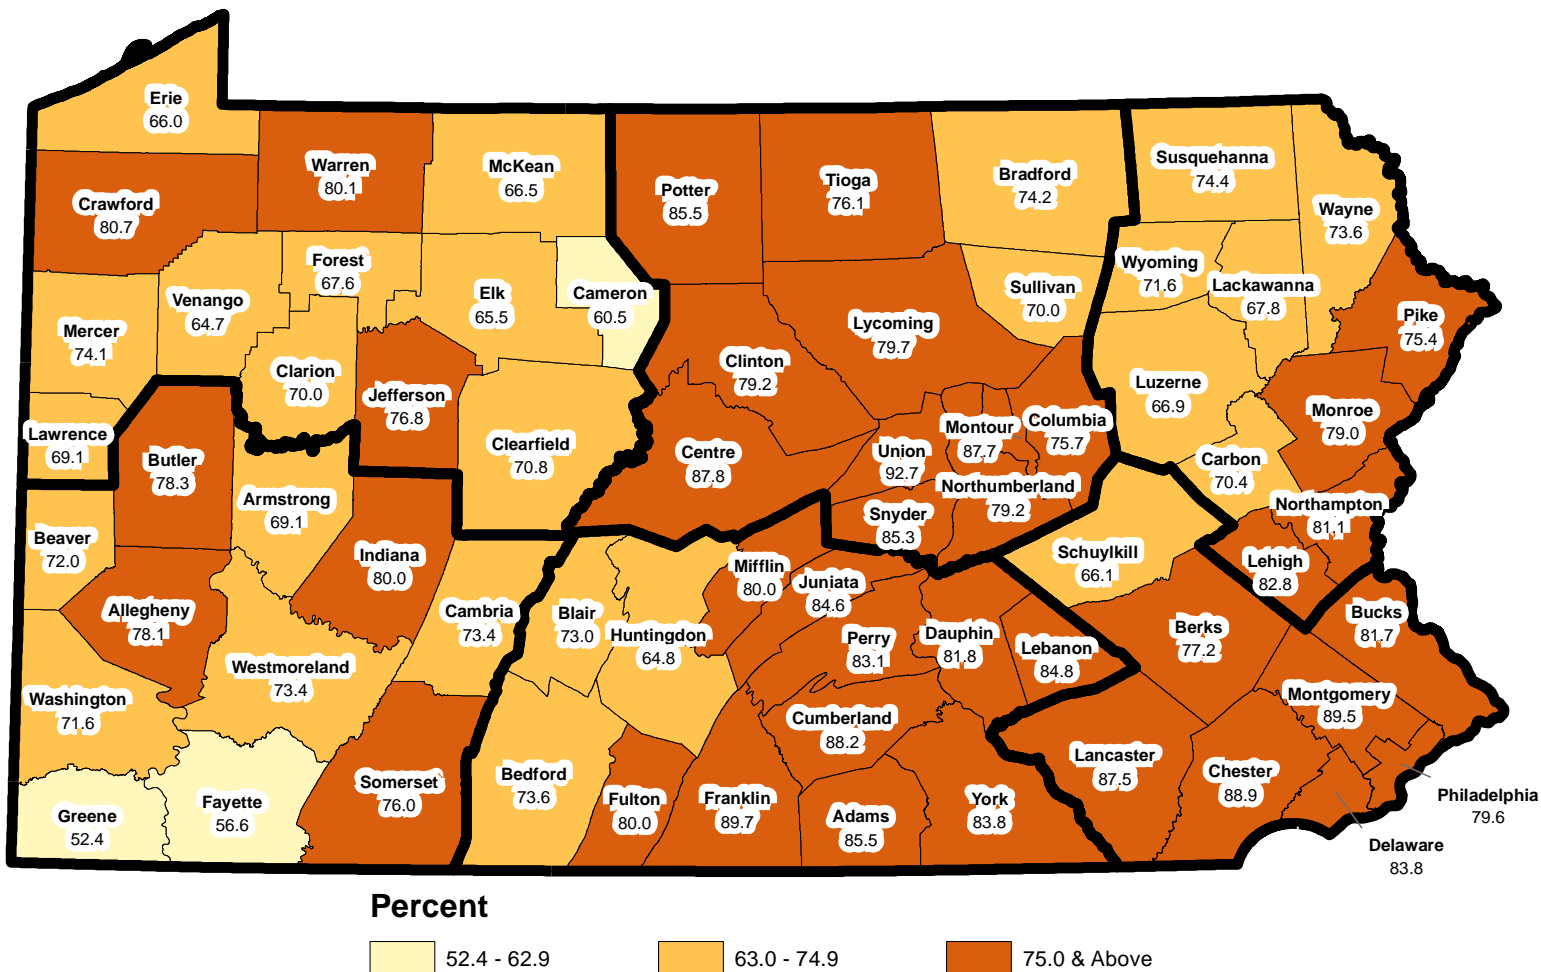 Erie
66.0
Warren
80.1
McKean
66.5
Potter
85.5
Tioga
76.1
Bradford
74.2
Susquehanna
74.4
Wayne
73.6
Crawford
80.7
Forest
67.6
Venango
64.7
Elk
65.5
Cameron
60.5
Sullivan
70.0
Wyoming
71.6
Lackawanna
67.8
Pike
75.4
Mercer
74.1
Clarion
70.0
Jefferson
76.8
Clinton
79.2
Lycoming
79.7
Luzerne
66.9
Monroe
79.0
Lawrence
69.1
Butler
78.3
Clearfield
70.8
Centre
87.8
Union
92.7
Montour
87.7
Columbia
75.7
Carbon
70.4
Armstrong
69.1
Northumberland
79.2
Northampton
81.1
Beaver
72.0
Indiana
80.0
Snyder
85.3
Schuylkill
66.1
Lehigh
82.8
Allegheny
78.1
Cambria
73.4
Blair
73.0
Huntingdon
64.8
Mifflin
80.0
Juniata
84.6
Perry
83.1
Dauphin
81.8
Lebanon
84.8
Berks
77.2
Bucks
81.7
Westmoreland
73.4
Washington
71.6
Cumberland
88.2
Montgomery
89.5
Lancaster
87.5
Chester
88.9
Greene
52.4
Fayette
56.6
Somerset
76.0
Bedford
73.6
Fulton
80.0
Franklin
89.7
Adams
85.5
York
83.8
Philadelphia
79.6
Delaware
83.8
Percent
52.4 - 62.9
63.0 - 74.9
75.0 & Above